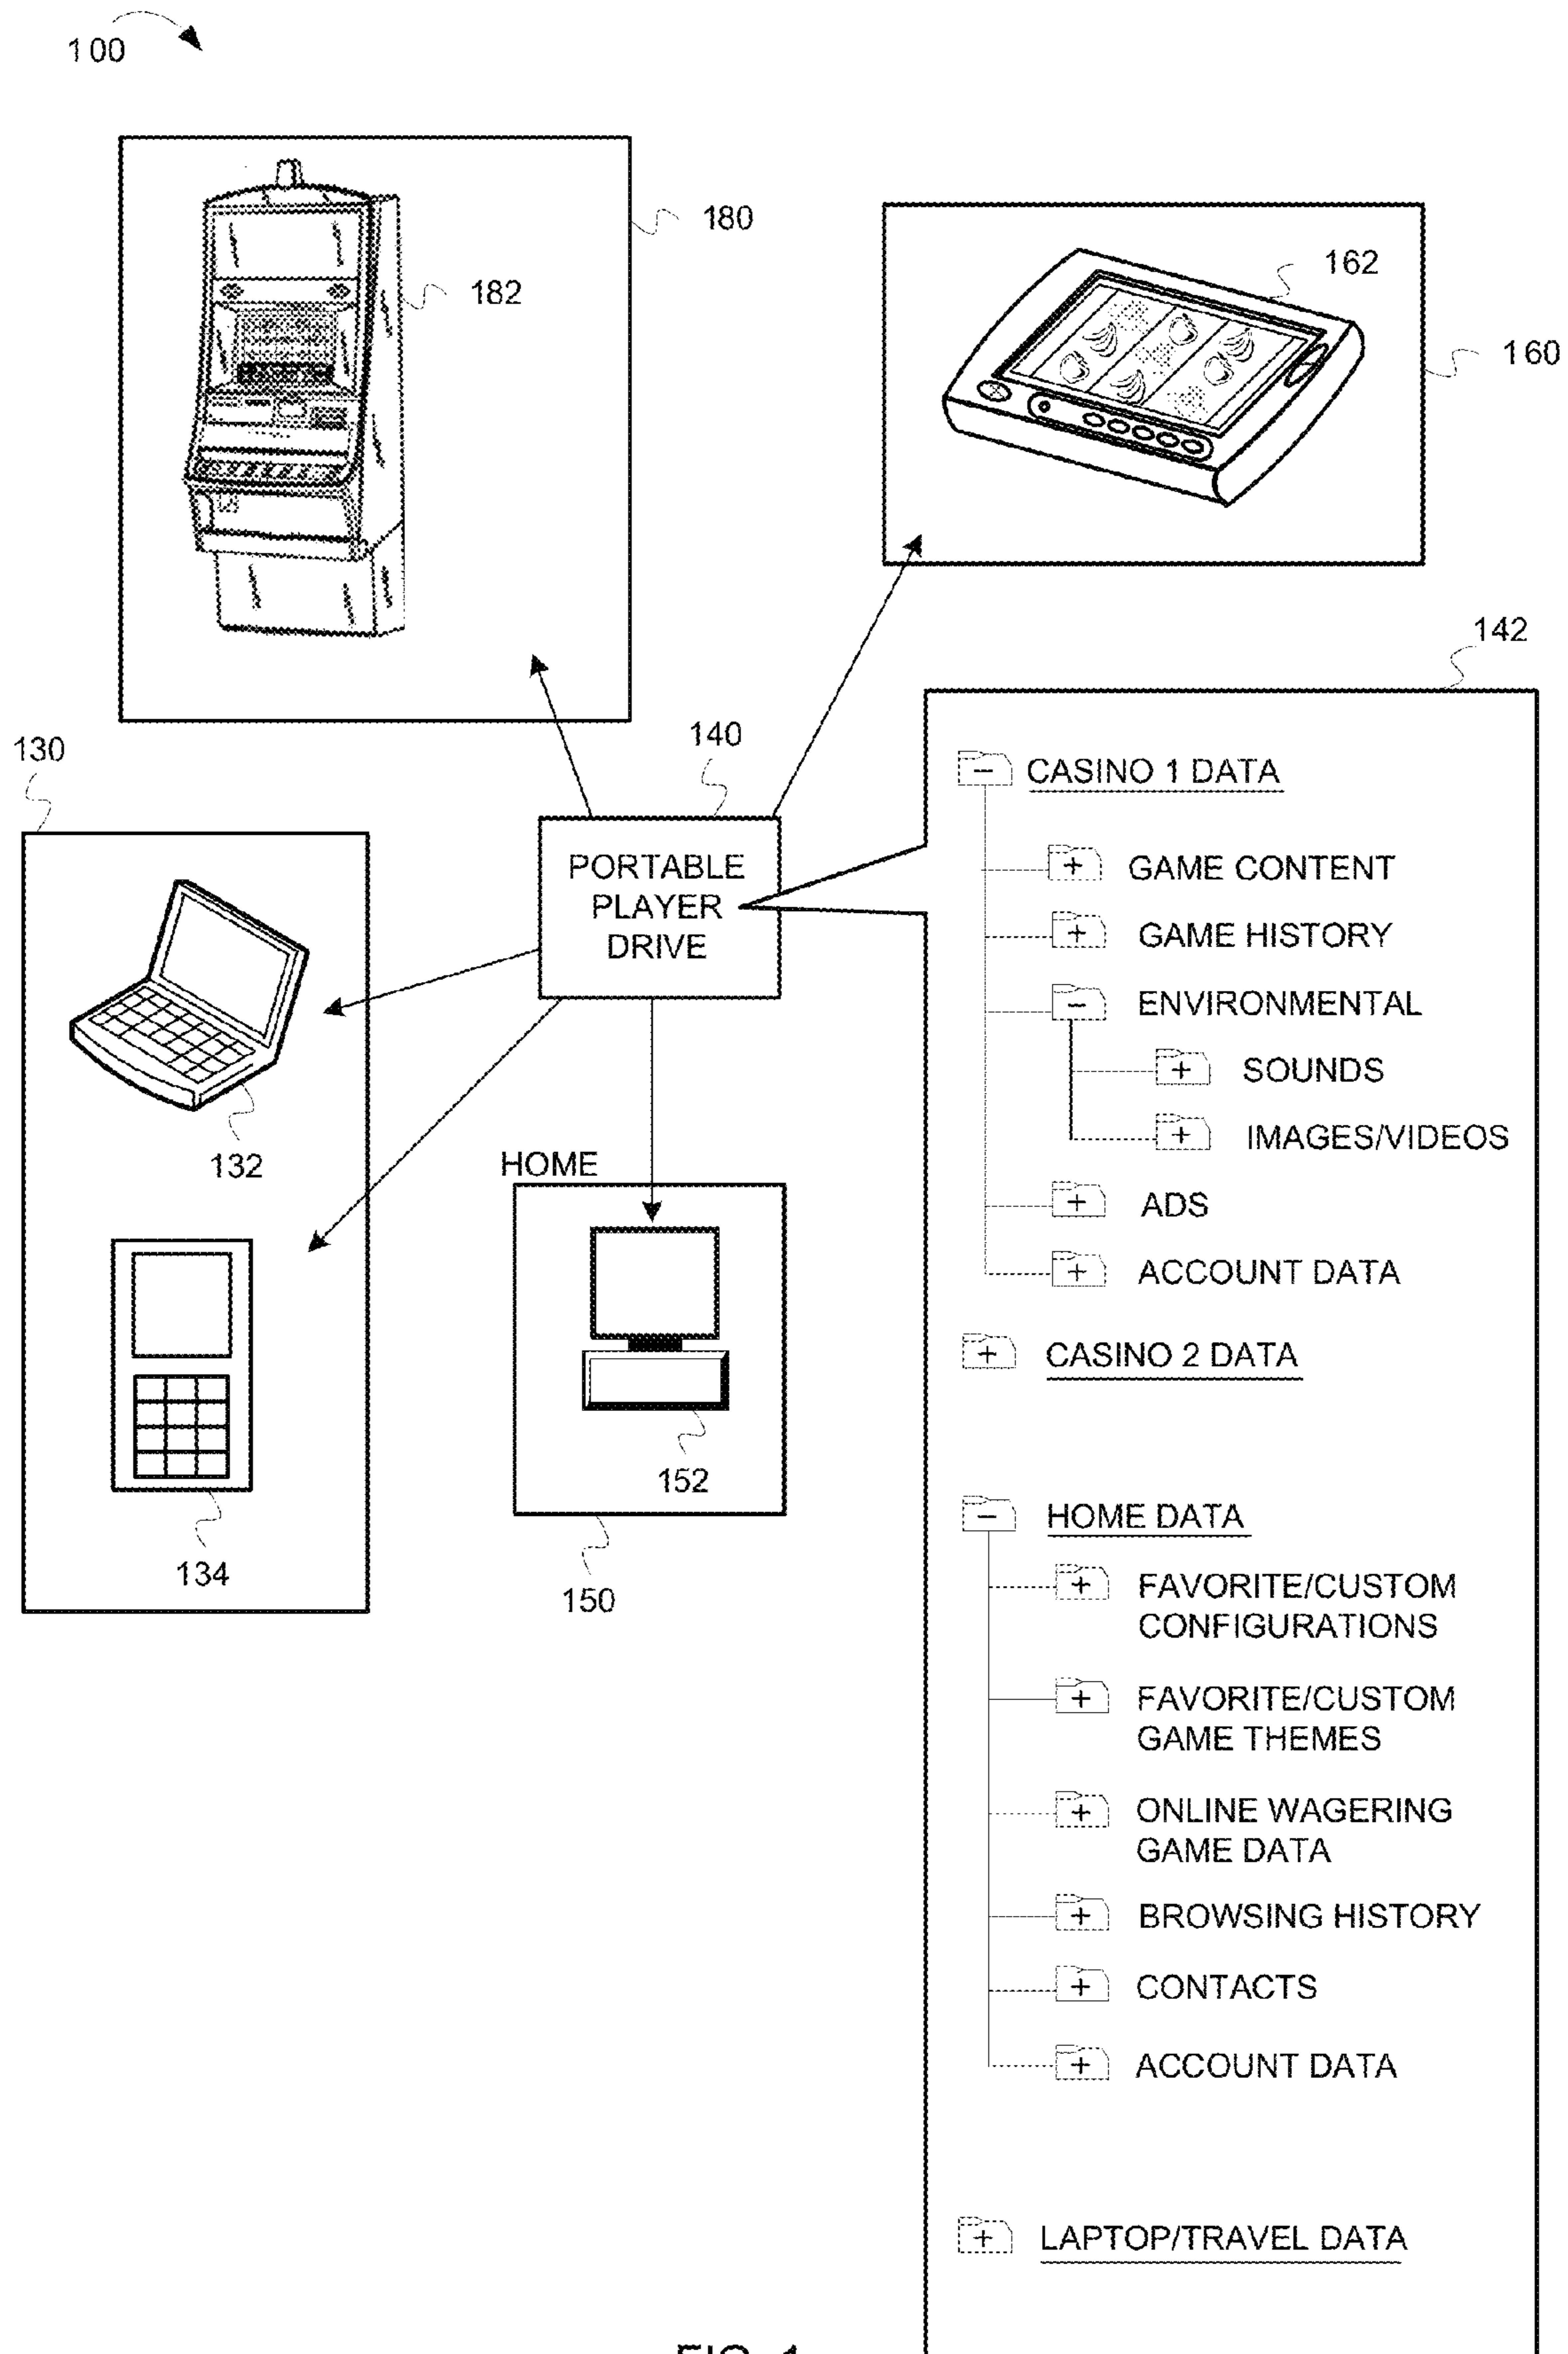 100
180
182
162
160
142
130
140
PORTABLE
PLAYER
DRIVE
132
134
HOME
152
150
− CASINO 1 DATA
+ GAME CONTENT
+ GAME HISTORY
− ENVIRONMENTAL
+ SOUNDS
+ IMAGES/VIDEOS
+ ADS
+ ACCOUNT DATA
+ CASINO 2 DATA
− HOME DATA
+ FAVORITE/CUSTOM
CONFIGURATIONS
+ FAVORITE/CUSTOM
GAME THEMES
+ ONLINE WAGERING
GAME DATA
+ BROWSING HISTORY
+ CONTACTS
+ ACCOUNT DATA
+ LAPTOP/TRAVEL DATA
FIG. 1